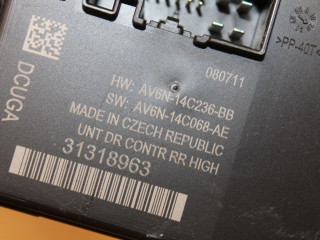 080711
>PP-T40<
DCUGA
HW: AV6N-14C236-BB
SW: AV6N-14C068-AE
MADE IN CZECH REPUBLIC
UNT DR CONTR RR HIGH
31318963